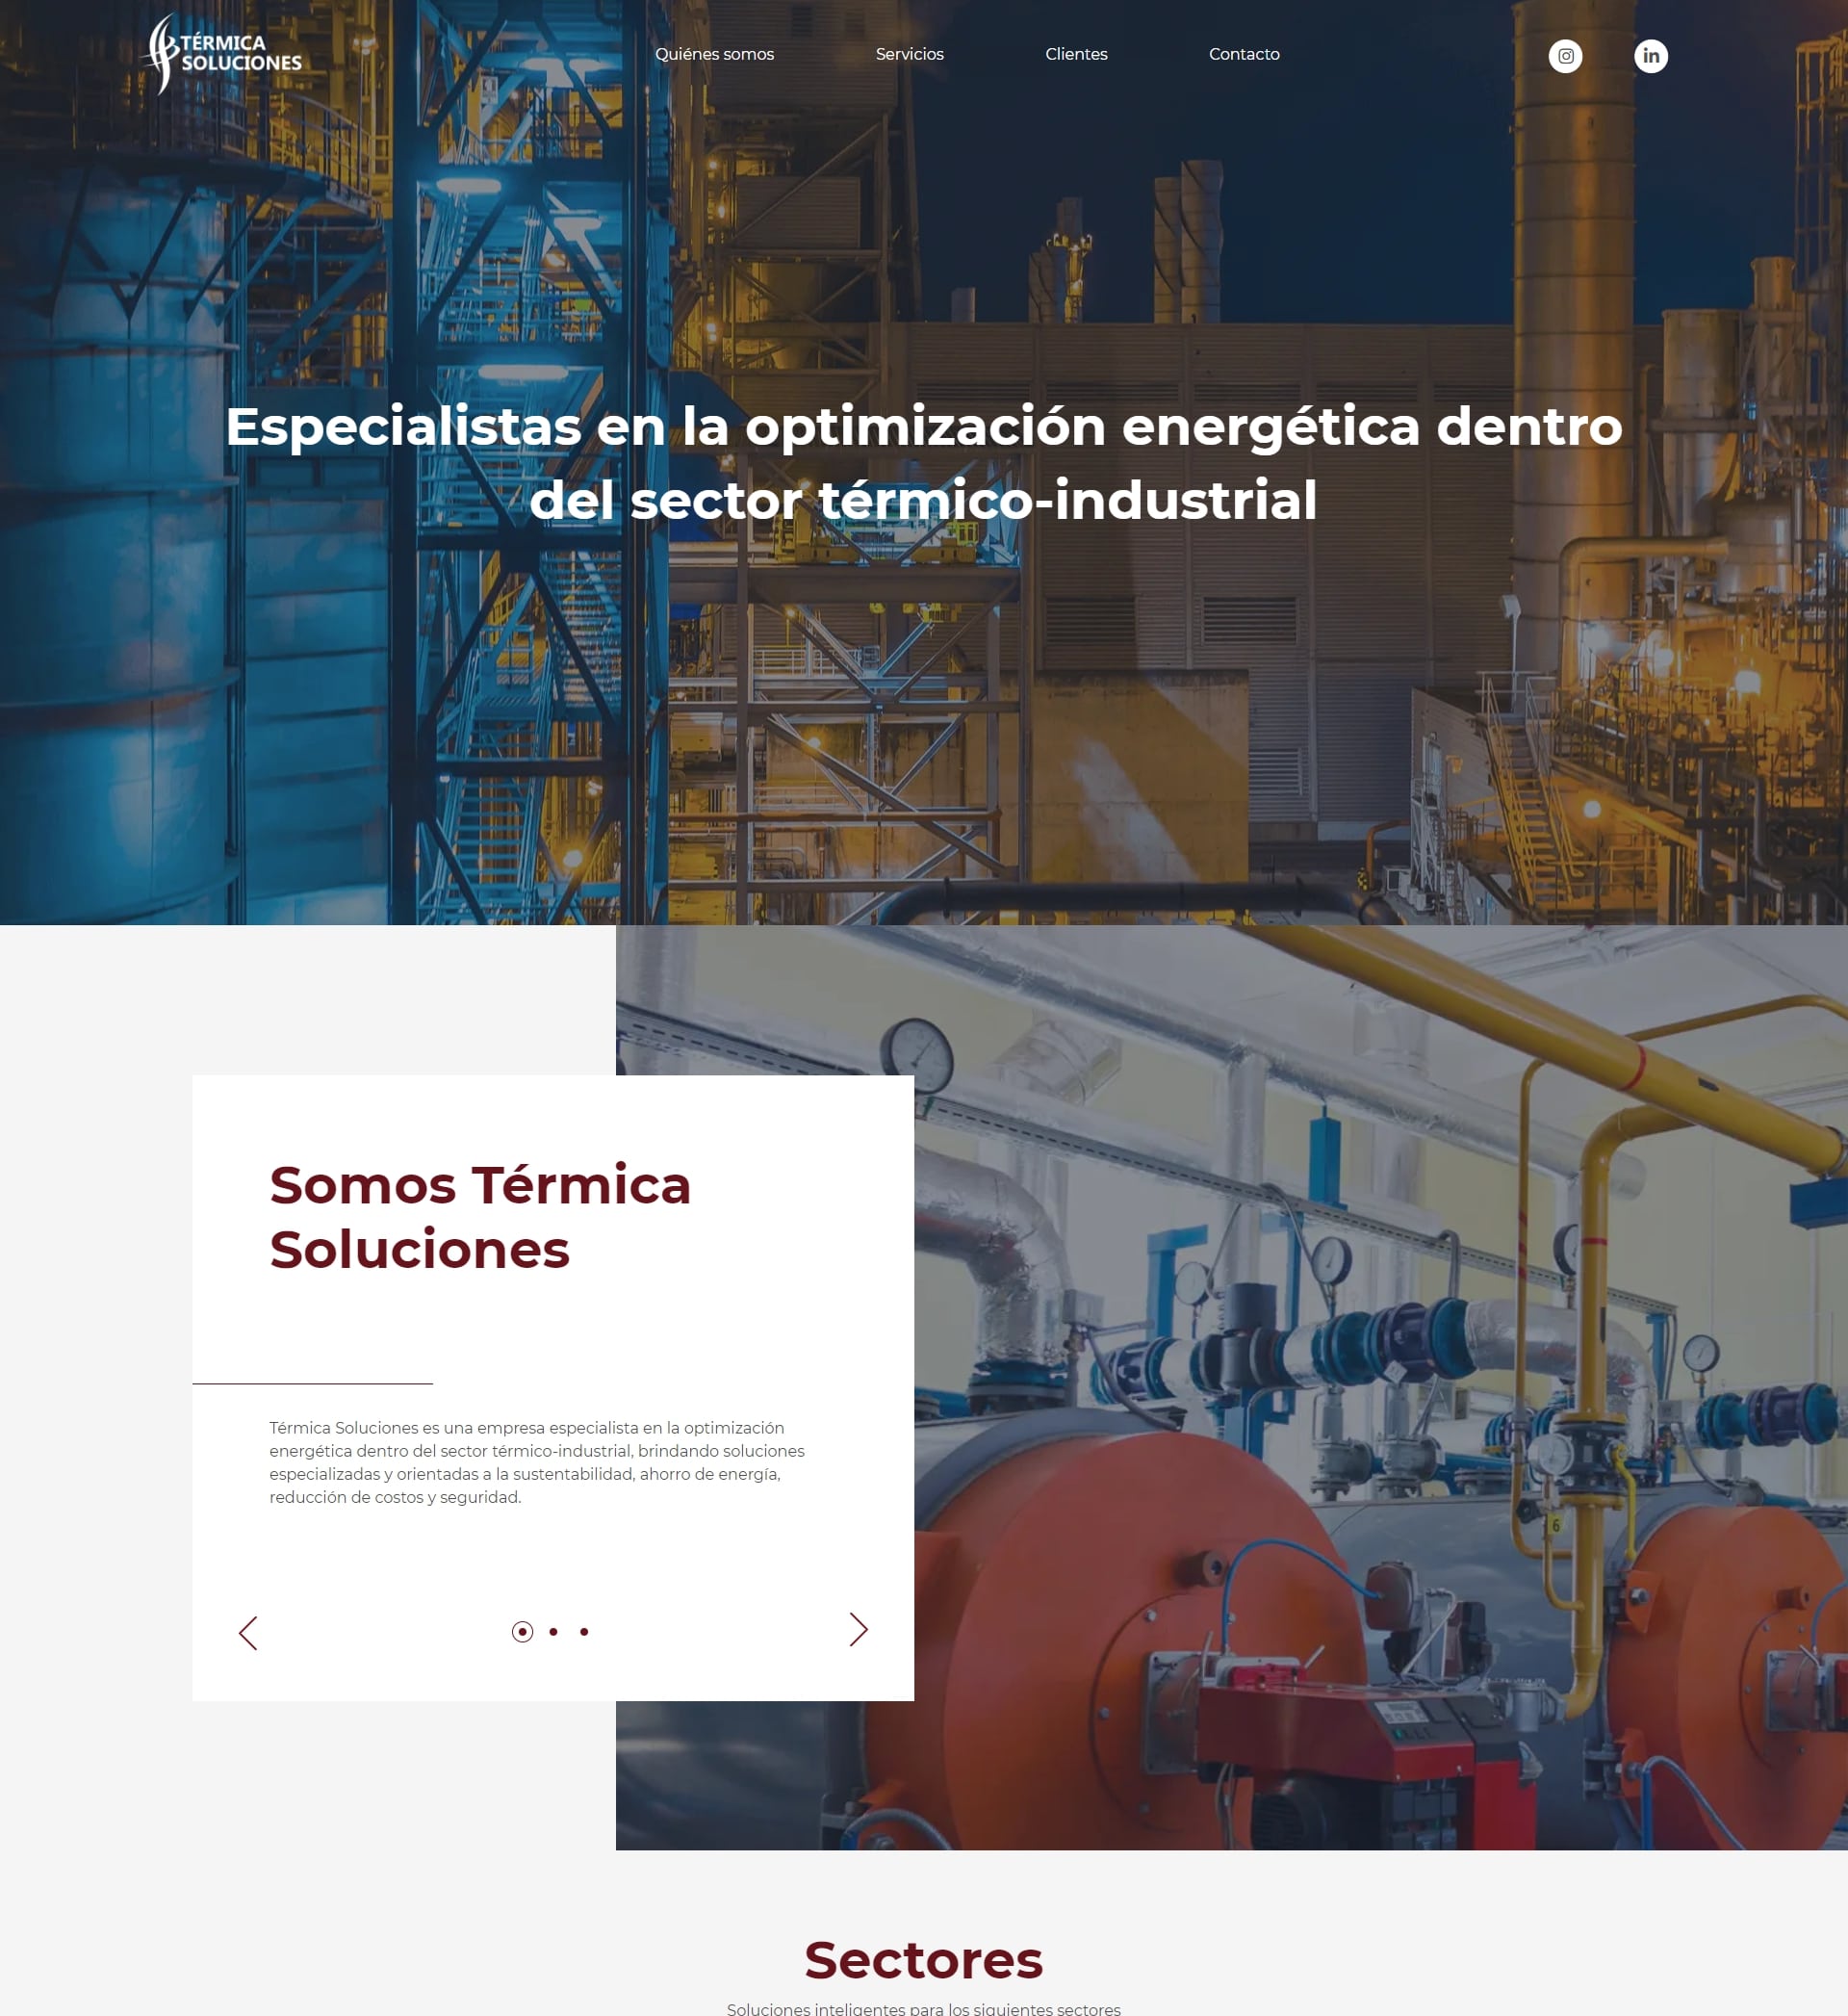 TÉRMICA
SOLUCIONES
Quiénes somos
Servicios
Clientes
Contacto
in
Especialistas en la optimización energética dentro
del sector térmico-industrial
Somos Térmica
Soluciones
Térmica Soluciones es una empresa especialista en la optimización
energética dentro del sector térmico-industrial, brindando soluciones
especializadas y orientadas a la sustentabilidad, ahorro de energía,
reducción de costos y seguridad.
6
Sectores
Soluciones inteligentes para los siguientes sectores